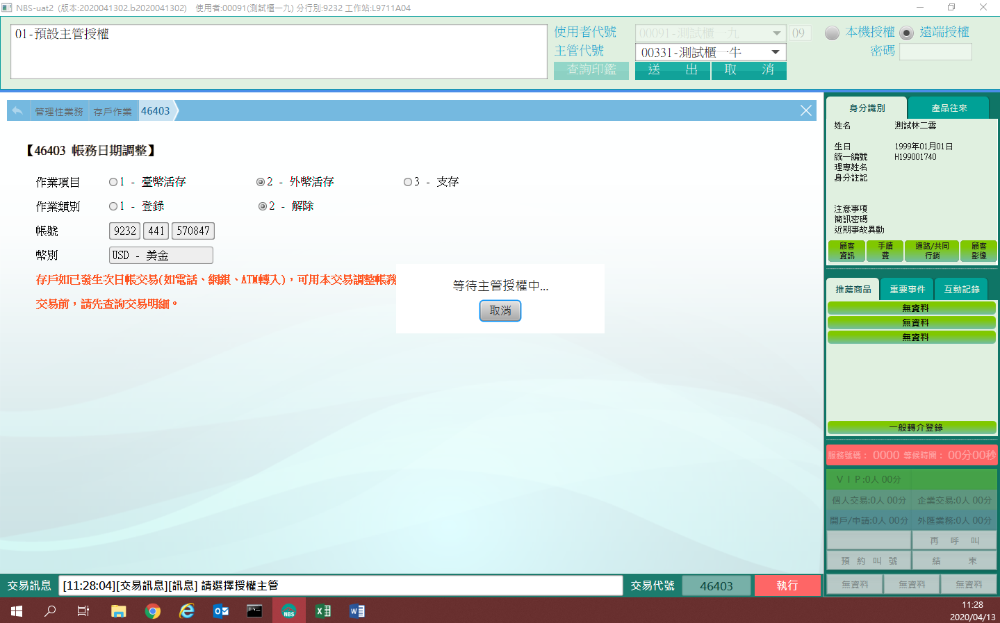 NBS-uat2 (版本:2020041302.b2020041302) 使用者:00091(測試櫃一九) 分行別:9232 工作站:L9711A04
01-預設主管授權
使用者代號 00091-測試櫃一九 09 本機授權 遠端授權
主管代號 00331-測試櫃一牛 密碼
查詢印鑑 送 出 取 消
管理性業務 存戶作業 46403
【46403 帳務日期調整】
作業項目 1 - 臺幣活存 2 - 外幣活存 3 - 支存
作業類別 1 - 登錄 2 - 解除
帳號 9232 441 570847
幣別 USD - 美金
存戶如已發生次日帳交易(如電話、網銀、ATM轉入)，可用本交易調整帳務
交易前，請先查詢交易明細。
等待主管授權中...
取消
身分識別 產品往來
姓名 測試林二雲
生日 1999年01月01日
統一編號 H199001740
理專姓名
身分註記
注意事項
簡訊密碼
近期事故異動
顧客資訊 手續費 通路/共同行銷 顧客影像
推薦商品 重要事件 互動記錄
無資料
無資料
無資料
一般轉介登錄
服務號碼： 0000 等候時間： 00分00秒
ＶＩＰ:0人 00分
個人交易:0人 00分 企業交易:0人 00分
開戶/申請:0人 00分 外匯業務:0人 00分
再 呼 叫
預 約 叫 號 結 束
無資料 無資料 無資料
交易訊息 [11:28:04][交易訊息][訊息] 請選擇授權主管 交易代號 46403 執行
NBS
11:28
2020/04/13